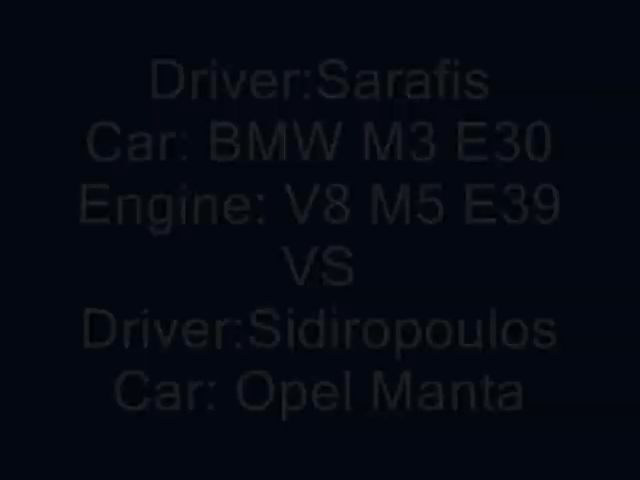 Driver:Sarafis
Car: BMW M3 E30
Engine: V8 M5 E39
VS
Driver:Sidiropoulos
Car: Opel Manta